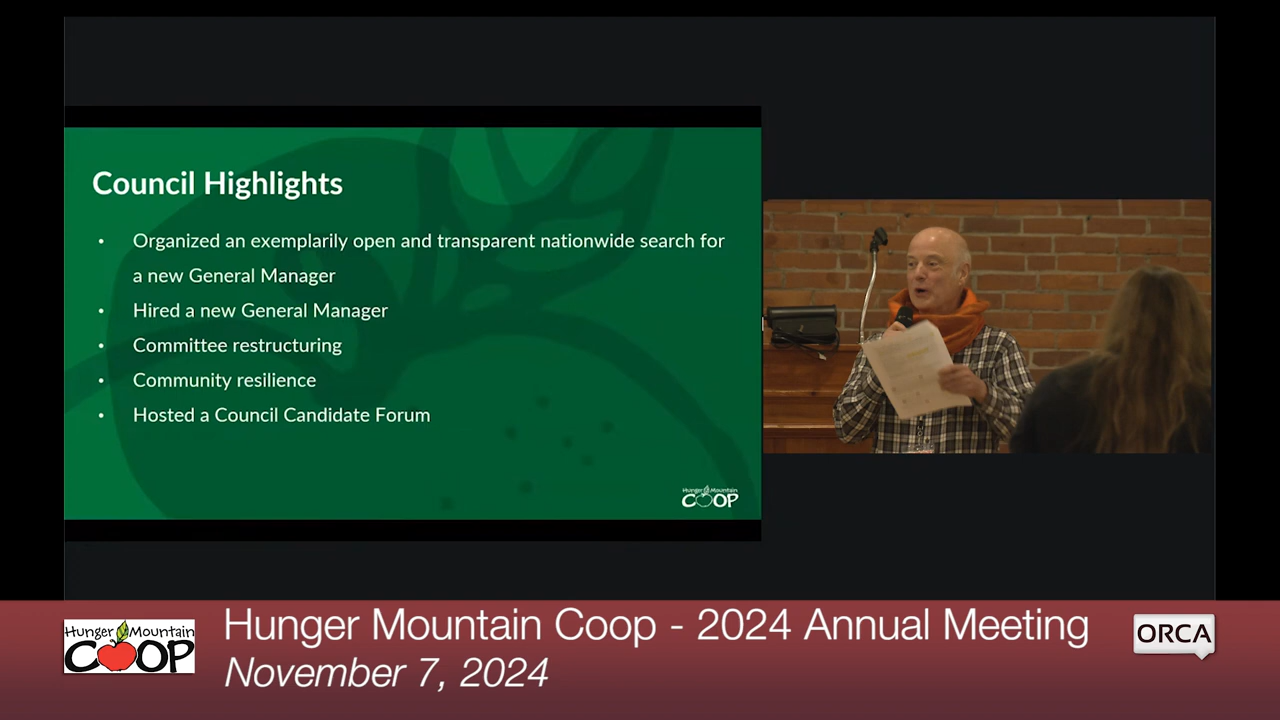 Council Highlights
• Organized an exemplarily open and transparent nationwide search for
a new General Manager
• Hired a new General Manager
• Committee restructuring
• Community resilience
• Hosted a Council Candidate Forum
Hunger Mountain
COOP
Hunger Mountain
COOP
Hunger Mountain Coop - 2024 Annual Meeting
November 7, 2024
ORCA